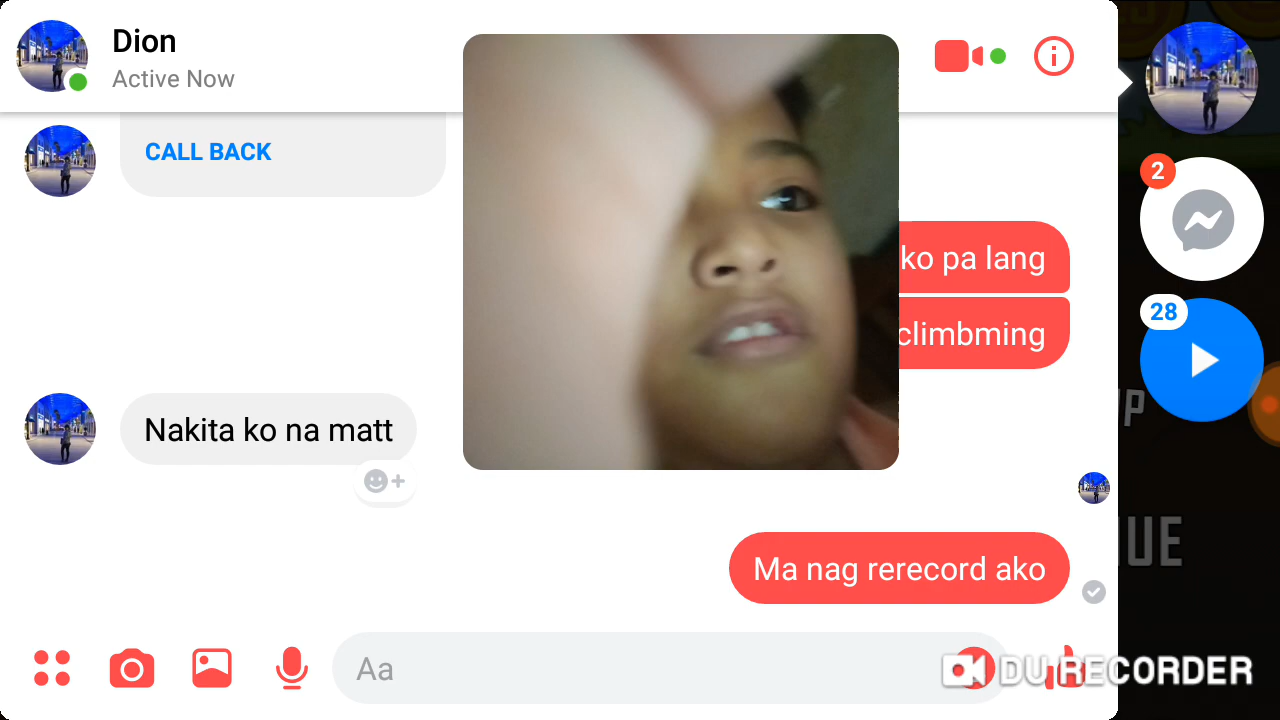 Dion
Active Now
CALL BACK
ko pa lang
climbming
Nakita ko na matt
Ma nag rerecord ako
Aa
2
28
DU RECORDER